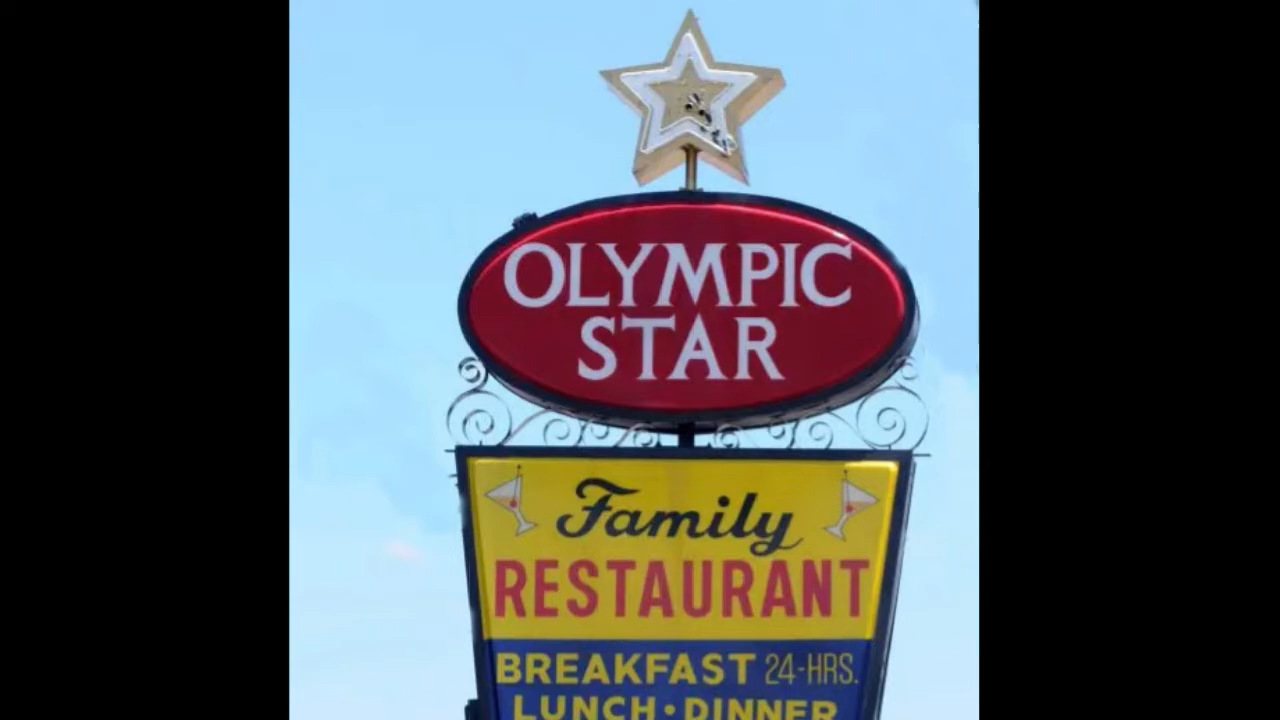 OLYMPIC
STAR
Family
RESTAURANT
BREAKFAST 24-HRS.
LUNCH • DINNER